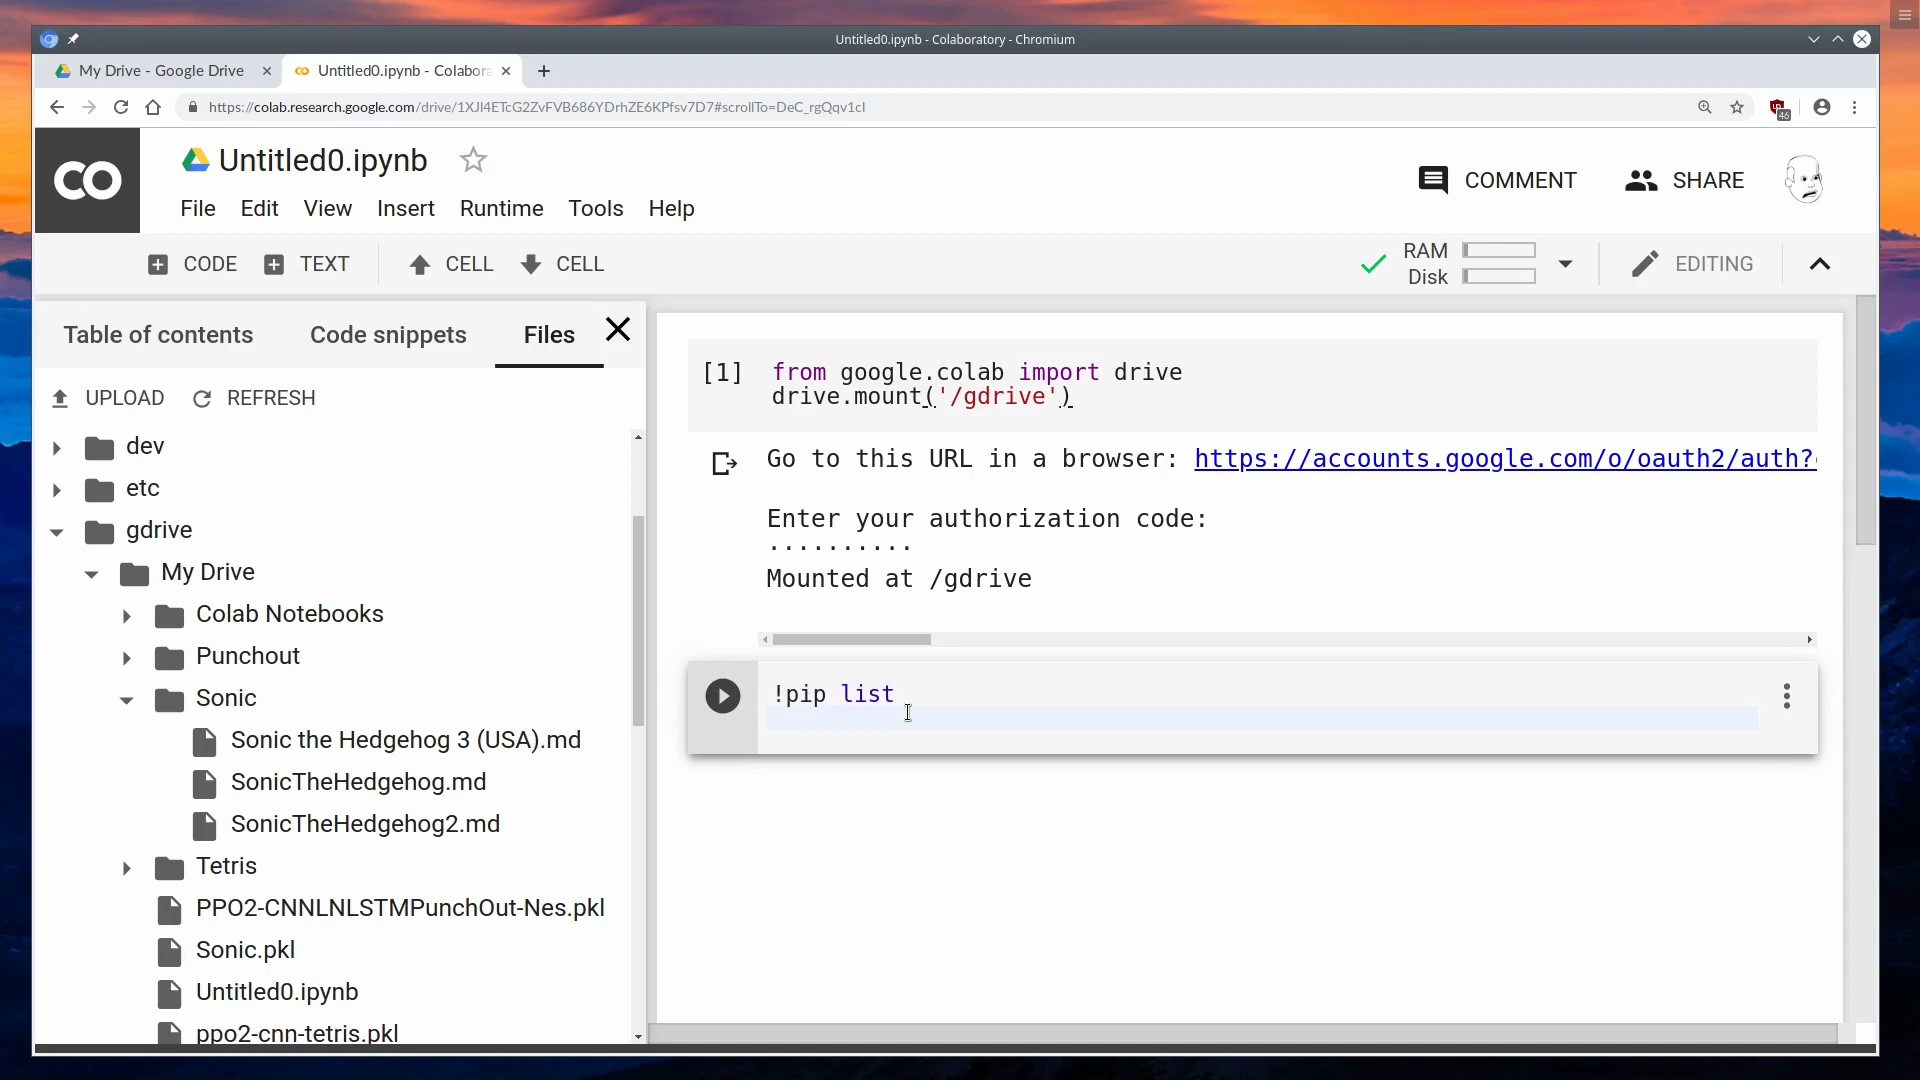 Untitled0.ipynb - Colaboratory - Chromium
My Drive - Google Drive
Untitled0.ipynb - Colabora
https://colab.research.google.com/drive/1XJI4ETcG2ZvFVB686YDrhZE6KPfsv7D7#scrollTo=DeC_rgQqv1cl
46
CO
Untitled0.ipynb
COMMENT
SHARE
File Edit View Insert Runtime Tools Help
CODE TEXT CELL CELL
RAM
Disk
EDITING
Table of contents Code snippets Files
UPLOAD REFRESH
dev
etc
gdrive
My Drive
Colab Notebooks
Punchout
Sonic
Sonic the Hedgehog 3 (USA).md
SonicTheHedgehog.md
SonicTheHedgehog2.md
Tetris
PPO2-CNNLNLSTMPunchOut-Nes.pkl
Sonic.pkl
Untitled0.ipynb
ppo2-cnn-tetris.pkl
[1] from google.colab import drive
drive.mount('/gdrive')
Go to this URL in a browser: https://accounts.google.com/o/oauth2/auth?
Enter your authorization code:
··········
Mounted at /gdrive
!pip list